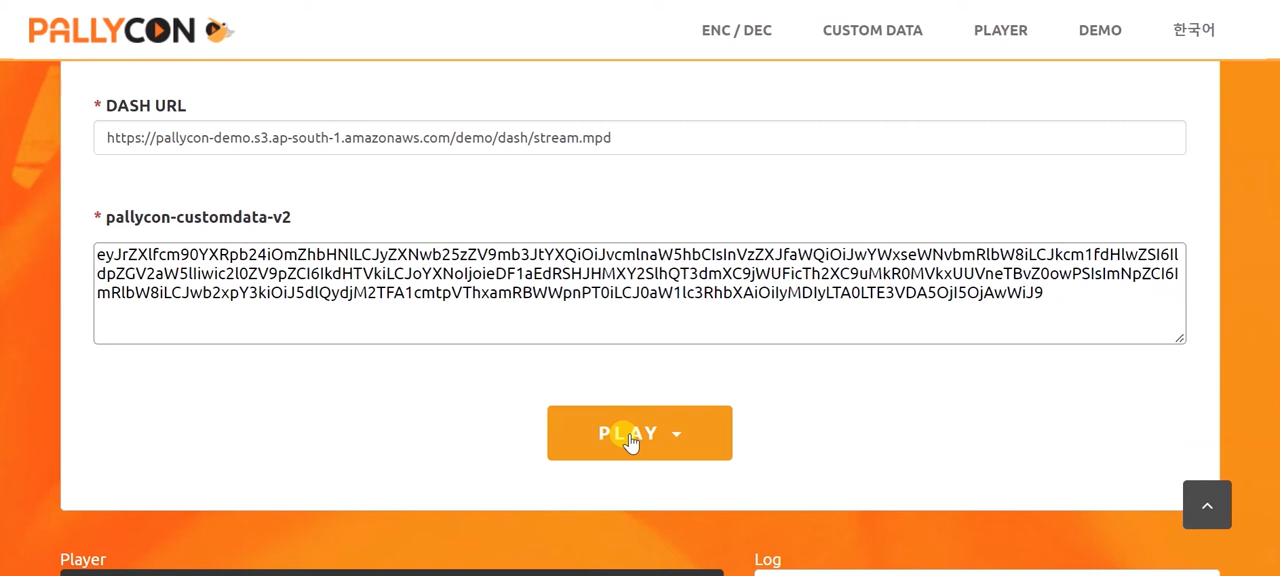 PALLYCON
ENC / DEC
CUSTOM DATA
PLAYER
DEMO
한국어
* DASH URL
https://pallycon-demo.s3.ap-south-1.amazonaws.com/demo/dash/stream.mpd
* pallycon-customdata-v2
eyJrZXlfcm90YXRpb24iOmZhbHNlLCJyZXNwb25zZV9mb3JtYXQiOiJvcmlnaW5hbCIsInVzZXJfaWQiOiJwYWxseWNvbmRlbW8iLCJkcm1fdHlwZSI6Il
dpZGV2aW5lIiwic2l0ZV9pZCI6IkdHTVkiLCJoYXNoIjoieDF1aEdRSHJHMXY2SlhQT3dmXC9jWUFicTh2XC9uMkR0MVkxUUVneTBvZ0owPSIsImNpZCI6I
mRlbW8iLCJwb2xpY3kiOiJ5dlQydjM2TFA1cmtpVThxamRBWWpnPT0iLCJ0aW1lc3RhbXAiOiIyMDIyLTA0LTE3VDA5OjI5OjAwWiJ9
PLAY
Player
Log